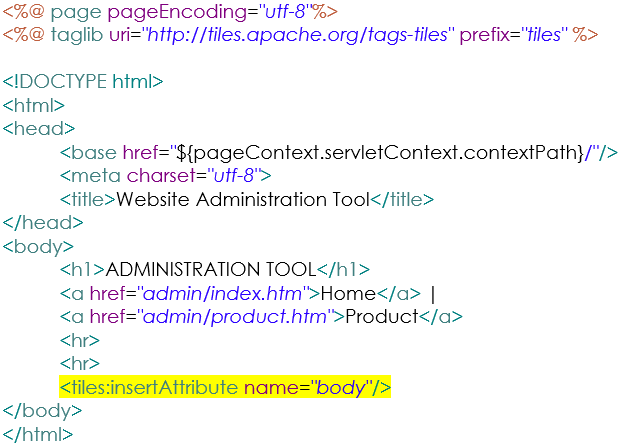 <%@ page pageEncoding="utf-8"%>
<%@ taglib uri="http://tiles.apache.org/tags-tiles" prefix="tiles" %>
<!DOCTYPE html>
<html>
<head>
<base href="${pageContext.servletContext.contextPath}/"/>
<meta charset="utf-8">
<title>Website Administration Tool</title>
</head>
<body>
<h1>ADMINISTRATION TOOL</h1>
<a href="admin/index.htm">Home</a> |
<a href="admin/product.htm">Product</a>
<hr>
<hr>
<tiles:insertAttribute name="body"/>
</body>
</html>